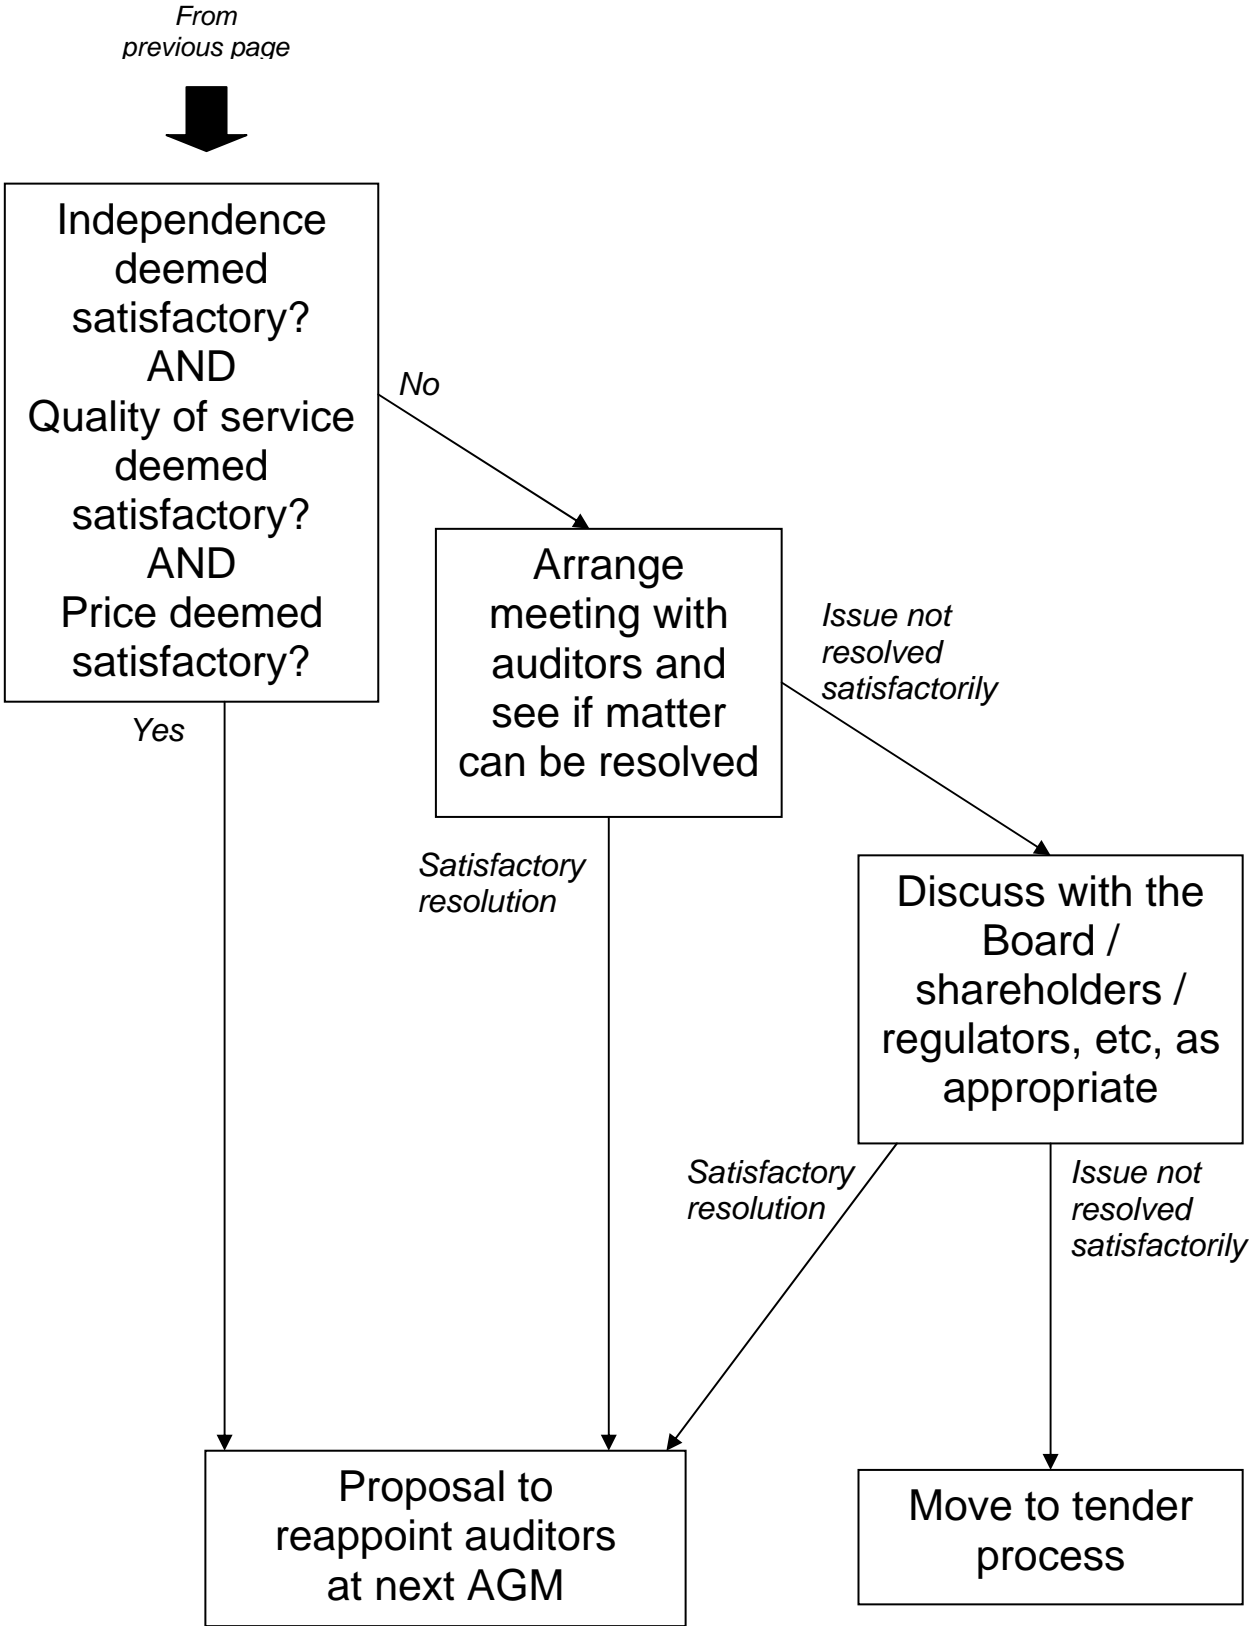 From
previous page
Independence
deemed
satisfactory?
AND
Quality of service
deemed
satisfactory?
AND
Price deemed
satisfactory?
No
Yes
Arrange
meeting with
auditors and
see if matter
can be resolved
Issue not
resolved
satisfactorily
Satisfactory
resolution
Discuss with the
Board /
shareholders /
regulators, etc, as
appropriate
Satisfactory
resolution
Issue not
resolved
satisfactorily
Proposal to
reappoint auditors
at next AGM
Move to tender
process